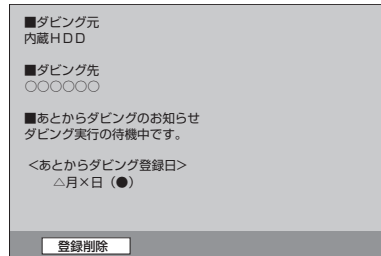 ■ダビング元
内蔵HDD
■ダビング先
○○○○○○
■あとからダビングのお知らせ
ダビング実行の待機中です。
<あとからダビング登録日>
△月×日（●）
登録削除